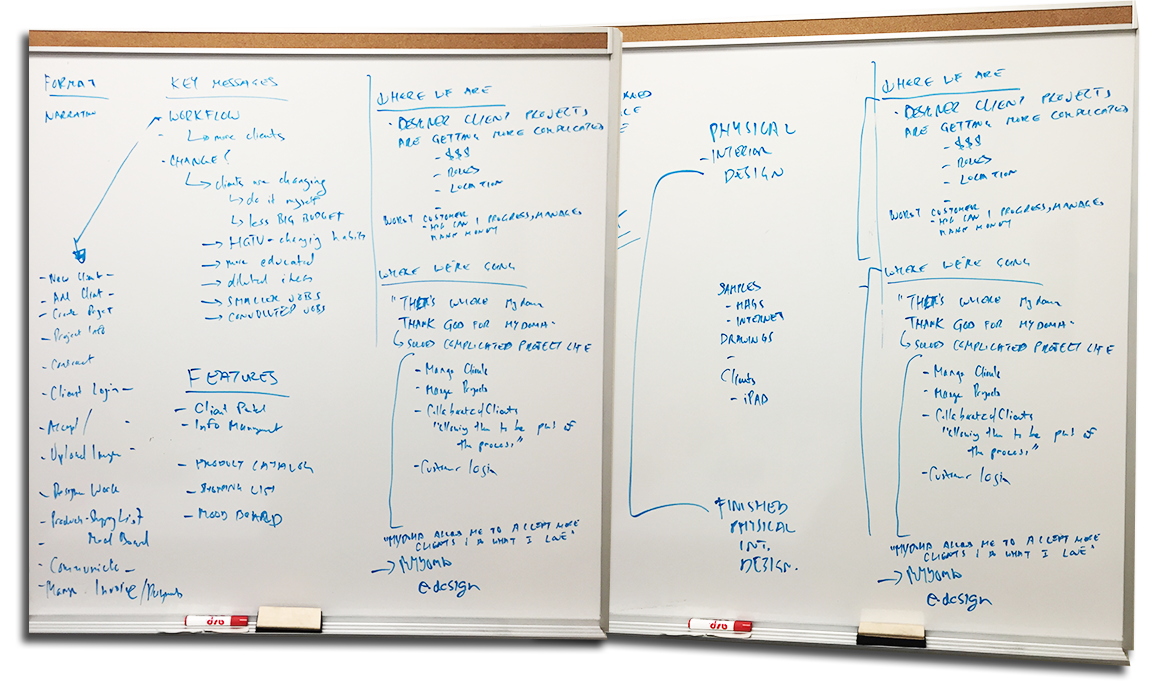 FORMAT
NARRATION
- New Client -
- Add Client -
- Create Project
- Project Info
- Contract
- Client Login -
- Accept / -
- Upload Images -
- Design Work
- Products - Shopping List
- Mood Board
- Communicate -
- Manage Invoice/
KEY MESSAGES
- WORKFLOW
↳ more clients
- CHANGE?
↳ clients are changing
↳ do it myself
↳ less BIG BUDGET
→ HGTV - changing habits
→ more educated
→ diluted ideas
→ SMALLER JOBS
→ CONVOLUTED JOBS
FEATURES
- Client Portal
- Info Managment
- PRODUCT CATALOG
- SHOPPING LIST
- MOOD BOARD
WHERE WE ARE
- DESIGNER CLIENT PROJECTS
ARE GETTING MORE COMPLICATED
- $$$
- ROLES
- LOCATION
-
WORST CUSTOMER
- HOW CAN I PROGRESS, MANAGE
MAKE MONEY
WHERE WE'RE GOING
"THAT'S WHERE Mydoma
THANK GOD FOR MYDOMA -
↳ SOLVES COMPLICATED PROJECT LIFE
- Manage Clients
- Manage Projects
- Collaborate w/ Clients
"allowing them to be part of
the process."
- Customer login
"MYDOMA ALLOWS ME TO ACCEPT MORE
CLIENTS & DO WHAT I LOVE"
→ MYDOMA
e-design
PHYSICAL
- INTERIOR
DESIGN
SAMPLES
- MAGS
- INTERNET
DRAWINGS
-
Clients
- iPAD
FINISHED
PHYSICAL
INT.
DESIGN.
WHERE WE ARE
- DESIGNER CLIENT PROJECTS
ARE GETTING MORE COMPLICATED
- $$$
- ROLES
- LOCATION
-
WORST CUSTOMER
- HOW CAN I PROGRESS, MANAGE
MAKE MONEY
WHERE WE'RE GOING
"THAT'S WHERE Mydoma
THANK GOD FOR MYDOMA -
↳ SOLVES COMPLICATED PROJECT LIFE
- Manage Clients
- Manage Projects
- Collaborate w/ Clients
"allowing them to be part of
the process."
- Customer login
"MYDOMA ALLOWS ME TO ACCEPT MORE
CLIENTS & DO WHAT I LOVE"
→ MYDOMA
e-design